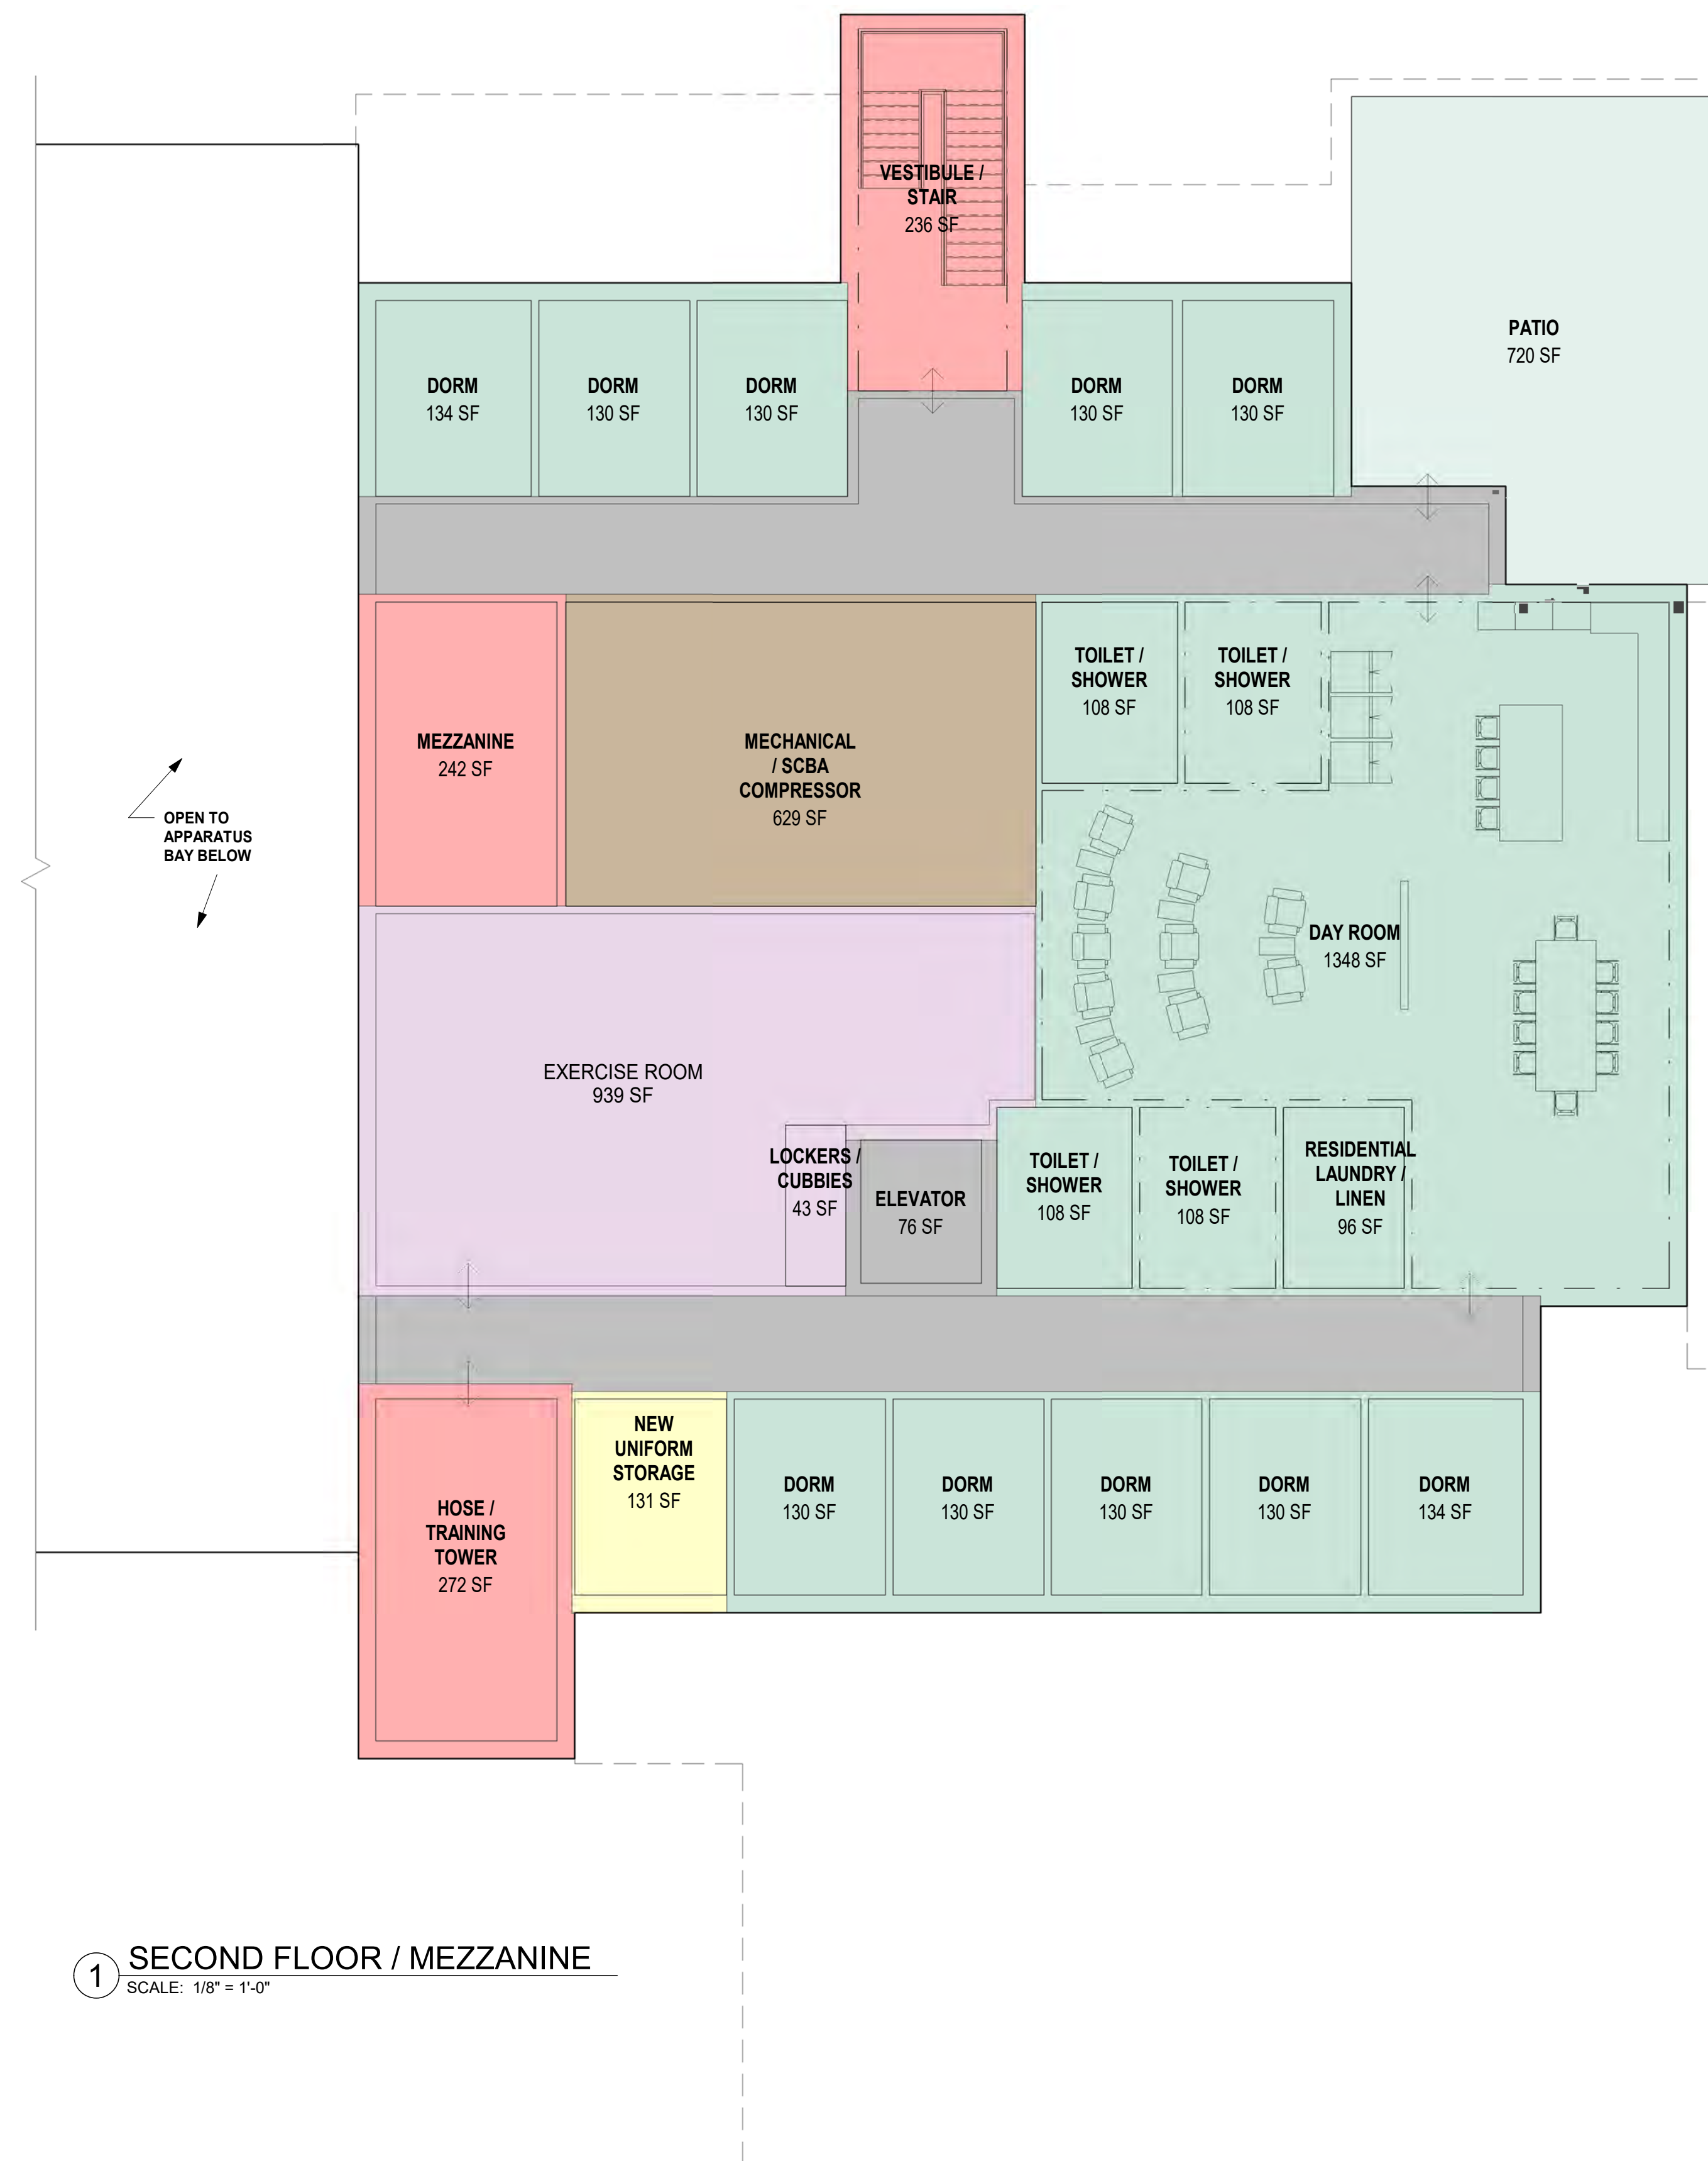 VESTIBULE /
STAIR
236 SF
PATIO
720 SF
DORM
134 SF
DORM
130 SF
DORM
130 SF
DORM
130 SF
DORM
130 SF
TOILET /
SHOWER
108 SF
TOILET /
SHOWER
108 SF
MEZZANINE
242 SF
MECHANICAL
/ SCBA
COMPRESSOR
629 SF
OPEN TO
APPARATUS
BAY BELOW
DAY ROOM
1348 SF
EXERCISE ROOM
939 SF
LOCKERS /
CUBBIES
43 SF
ELEVATOR
76 SF
TOILET /
SHOWER
108 SF
TOILET /
SHOWER
108 SF
RESIDENTIAL
LAUNDRY /
LINEN
96 SF
HOSE /
TRAINING
TOWER
272 SF
NEW
UNIFORM
STORAGE
131 SF
DORM
130 SF
DORM
130 SF
DORM
130 SF
DORM
130 SF
DORM
134 SF
1
SECOND FLOOR / MEZZANINE
SCALE: 1/8" = 1'-0"